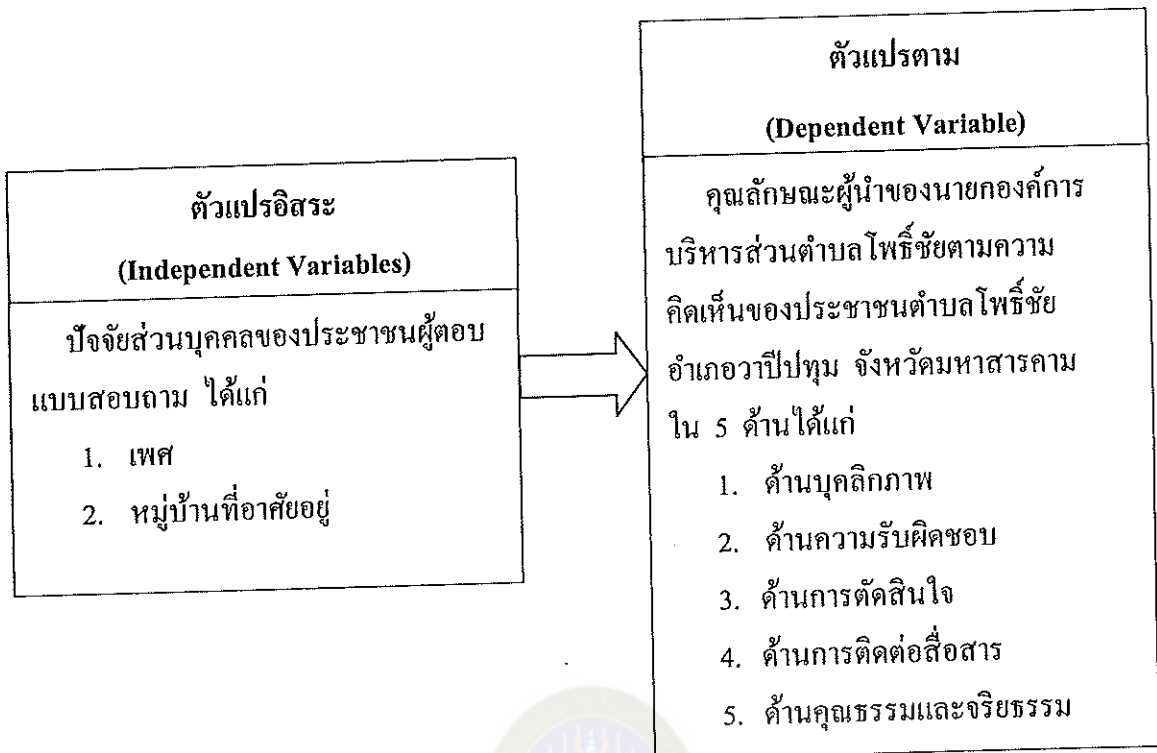 ตัวแปรอิสระ
(Independent Variables)
ปัจจัยส่วนบุคคลของประชาชนผู้ตอบ
แบบสอบถาม ได้แก่
1. เพศ
2. หมู่บ้านที่อาศัยอยู่
ตัวแปรตาม
(Dependent Variable)
คุณลักษณะผู้นำของนายกองค์การ
บริหารส่วนตำบลโพธิ์ชัยตามความ
คิดเห็นของประชาชนตำบลโพธิ์ชัย
อำเภอวาปีปทุม จังหวัดมหาสารคาม
ใน 5 ด้านได้แก่
1. ด้านบุคลิกภาพ
2. ด้านความรับผิดชอบ
3. ด้านการตัดสินใจ
4. ด้านการติดต่อสื่อสาร
5. ด้านคุณธรรมและจริยธรรม